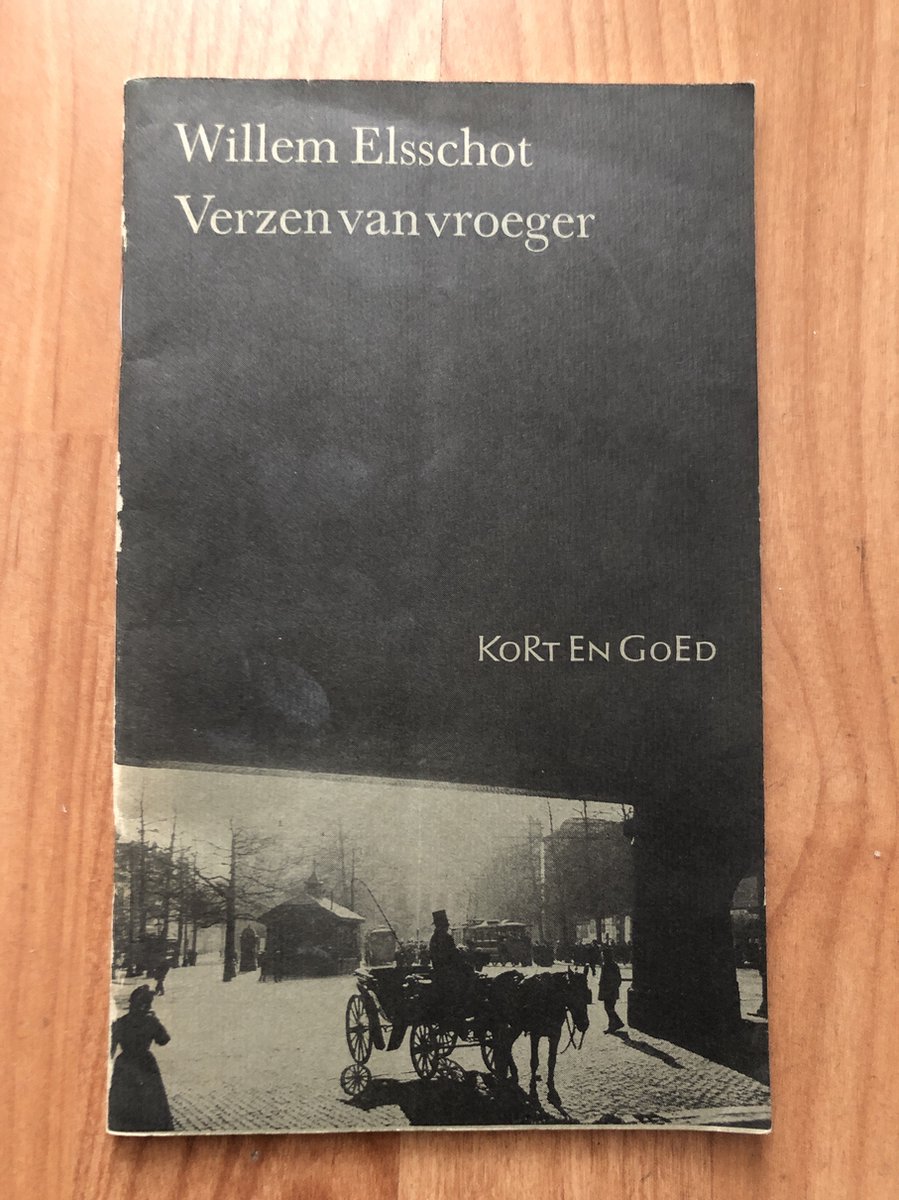 Willem Elsschot
Verzen van vroeger
KoRt En GoEd